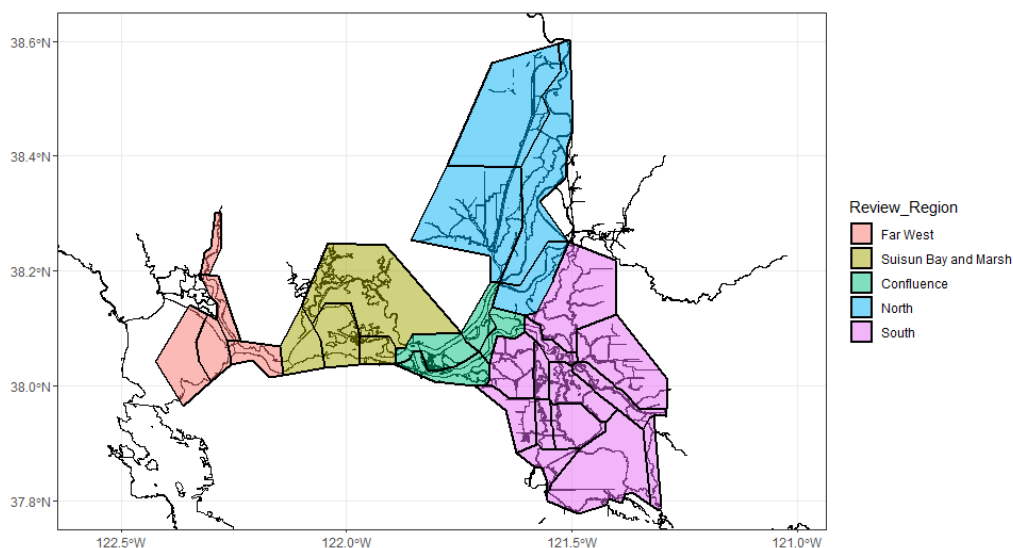 38.6°N
38.4°N
38.2°N
38.0°N
37.8°N
122.5°W
122.0°W
121.5°W
121.0°W
Review_Region
Far West
Suisun Bay and Marsh
Confluence
North
South